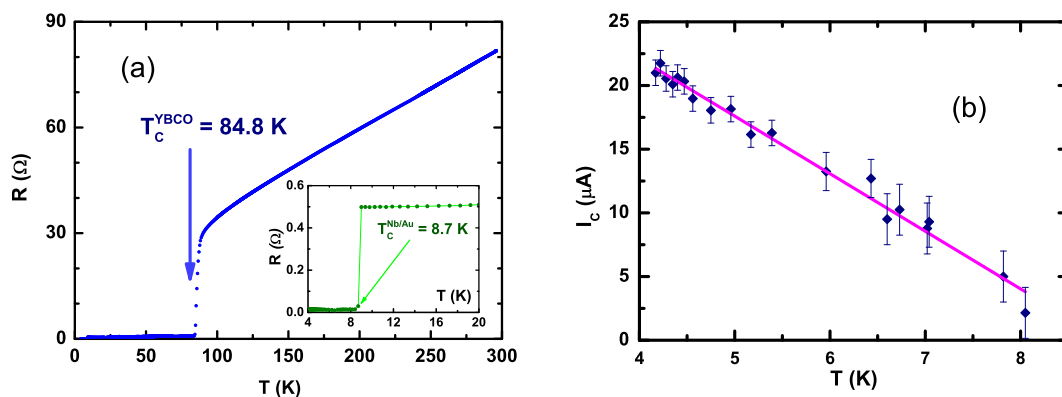 90
60
30
0
R (Ω)
(a)
T_C^YBCO = 84.8 K
0 50 100 150 200 250 300
T (K)
0.6
0.4
0.2
0.0
R (Ω)
T_C^Nb/Au = 8.7 K
T (K)
4 8 12 16 20
25
20
15
10
5
0
I_C (μA)
(b)
4 5 6 7 8
T (K)